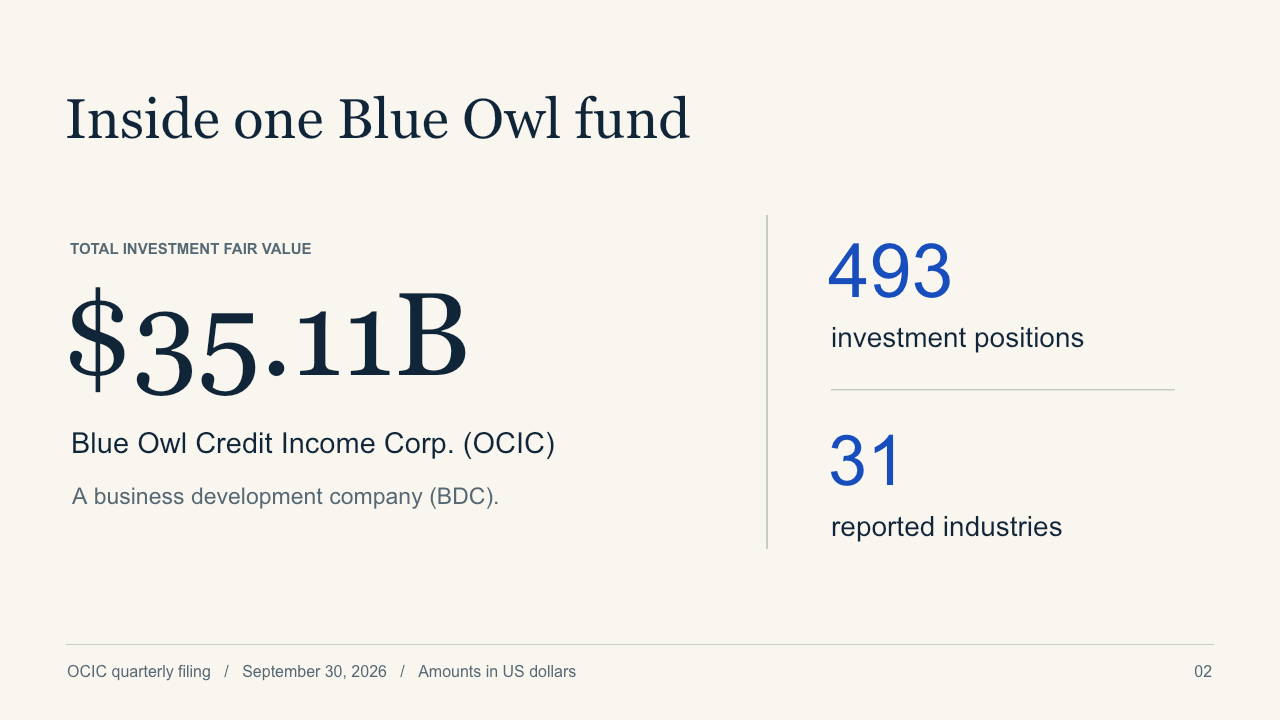 Inside one Blue Owl fund
TOTAL INVESTMENT FAIR VALUE
$35.11B
Blue Owl Credit Income Corp. (OCIC)
A business development company (BDC).
493
investment positions
31
reported industries
OCIC quarterly filing / September 30, 2026 / Amounts in US dollars
02